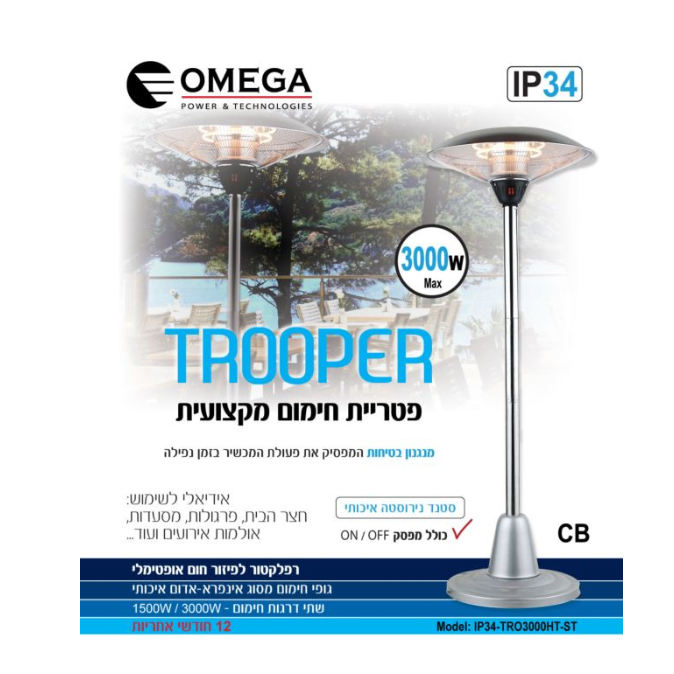 OMEGA
POWER & TECHNOLOGIES
IP34
3000W
Max
TROOPER
פטריית חימום מקצועית
מנגנון בטיחות המפסיק את פעולת המכשיר בזמן נפילה
אידיאלי לשימוש:
חצר הבית, פרגולות, מסעדות,
אולמות אירועים ועוד...
סטנד נירוסטה איכותי
כולל מפסק ON / OFF
CB
רפלקטור לפיזור חום אופטימלי
גופי חימום מסוג אינפרא-אדום איכותי
שתי דרגות חימום - 1500W / 3000W
12 חודשי אחריות
Model: IP34-TRO3000HT-ST